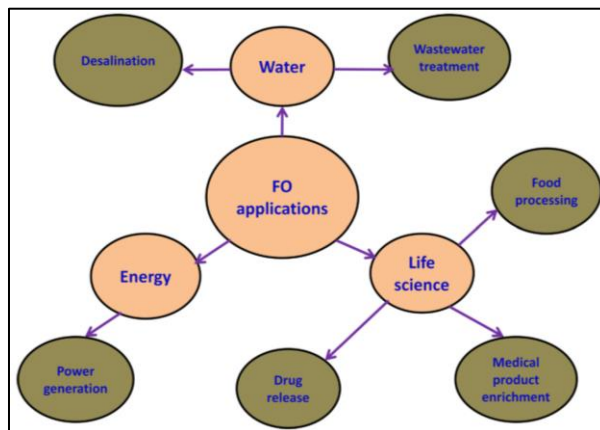 Desalination
Water
Wastewater
treatment
FO
applications
Food
processing
Energy
Life
science
Power
generation
Drug
release
Medical
product
enrichment